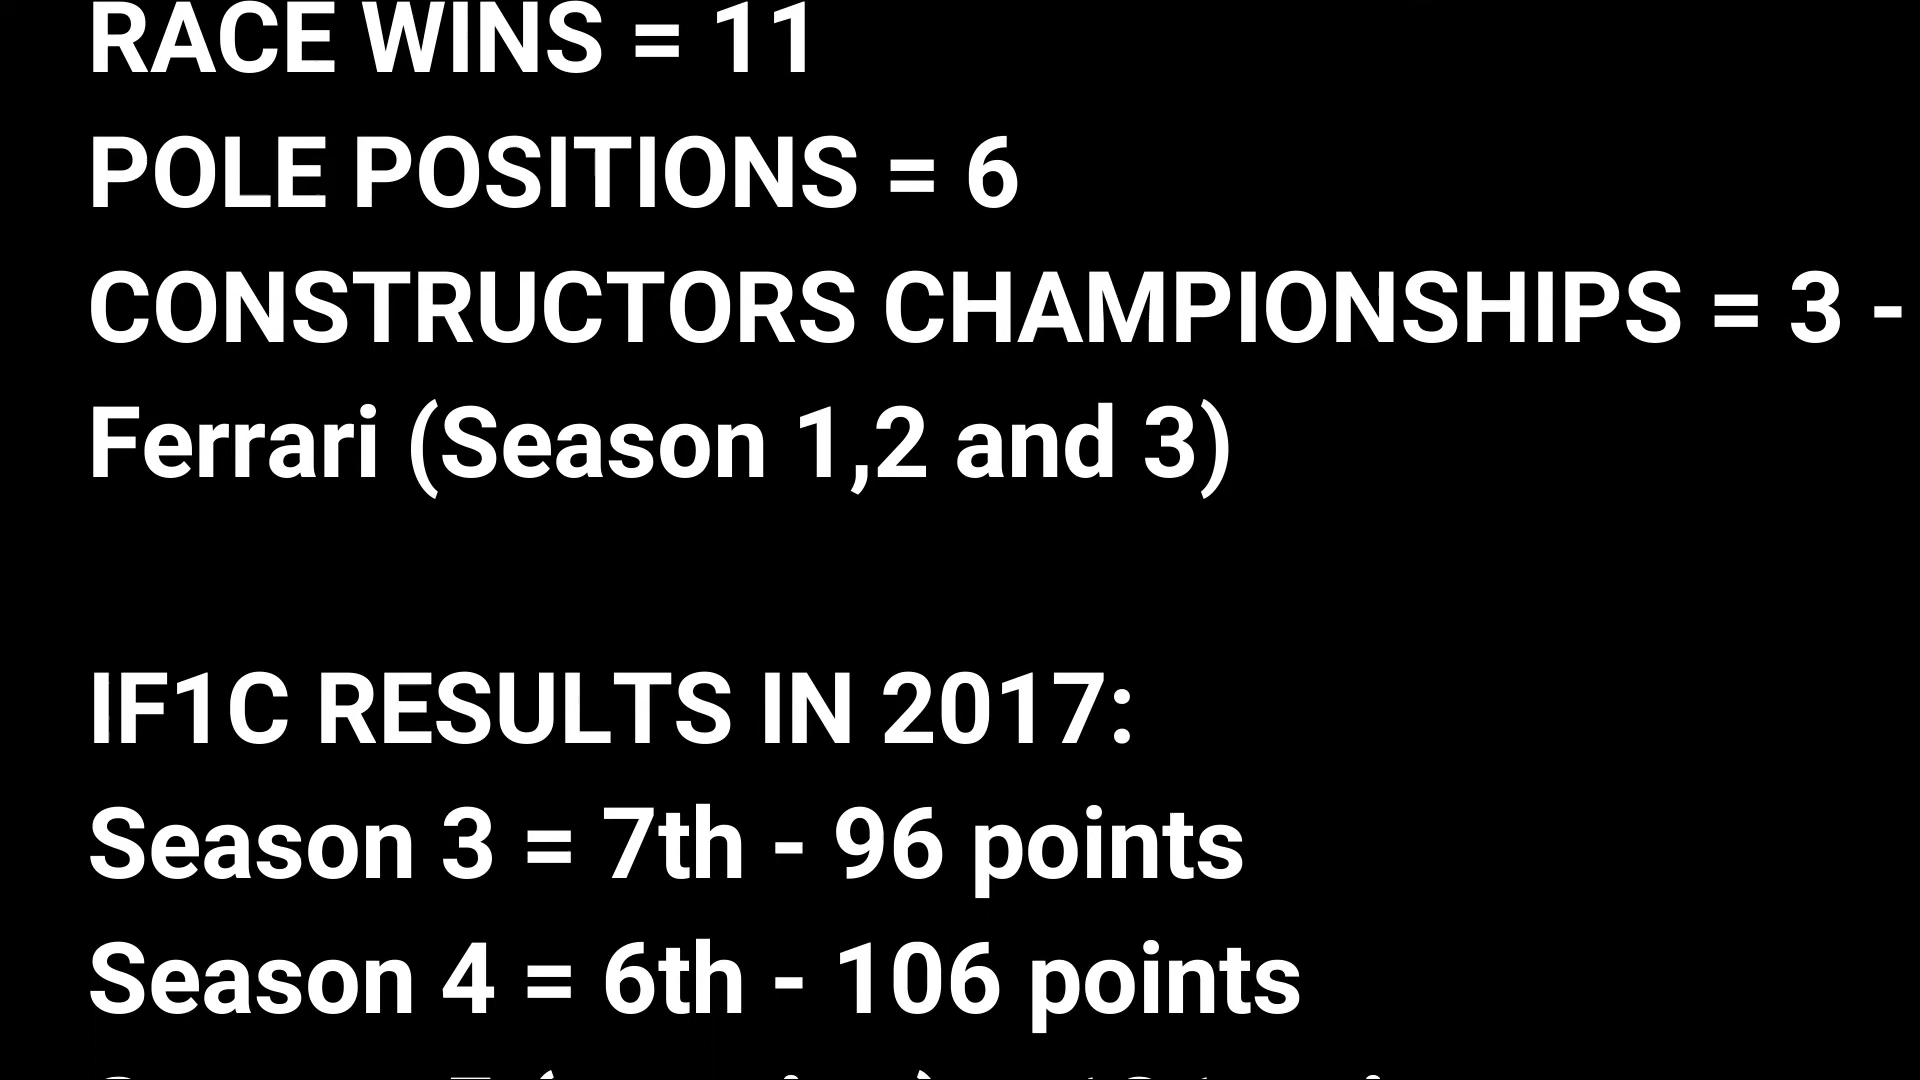 RACE WINS = 11
POLE POSITIONS = 6
CONSTRUCTORS CHAMPIONSHIPS = 3 -
Ferrari (Season 1,2 and 3)
IF1C RESULTS IN 2017:
Season 3 = 7th - 96 points
Season 4 = 6th - 106 points